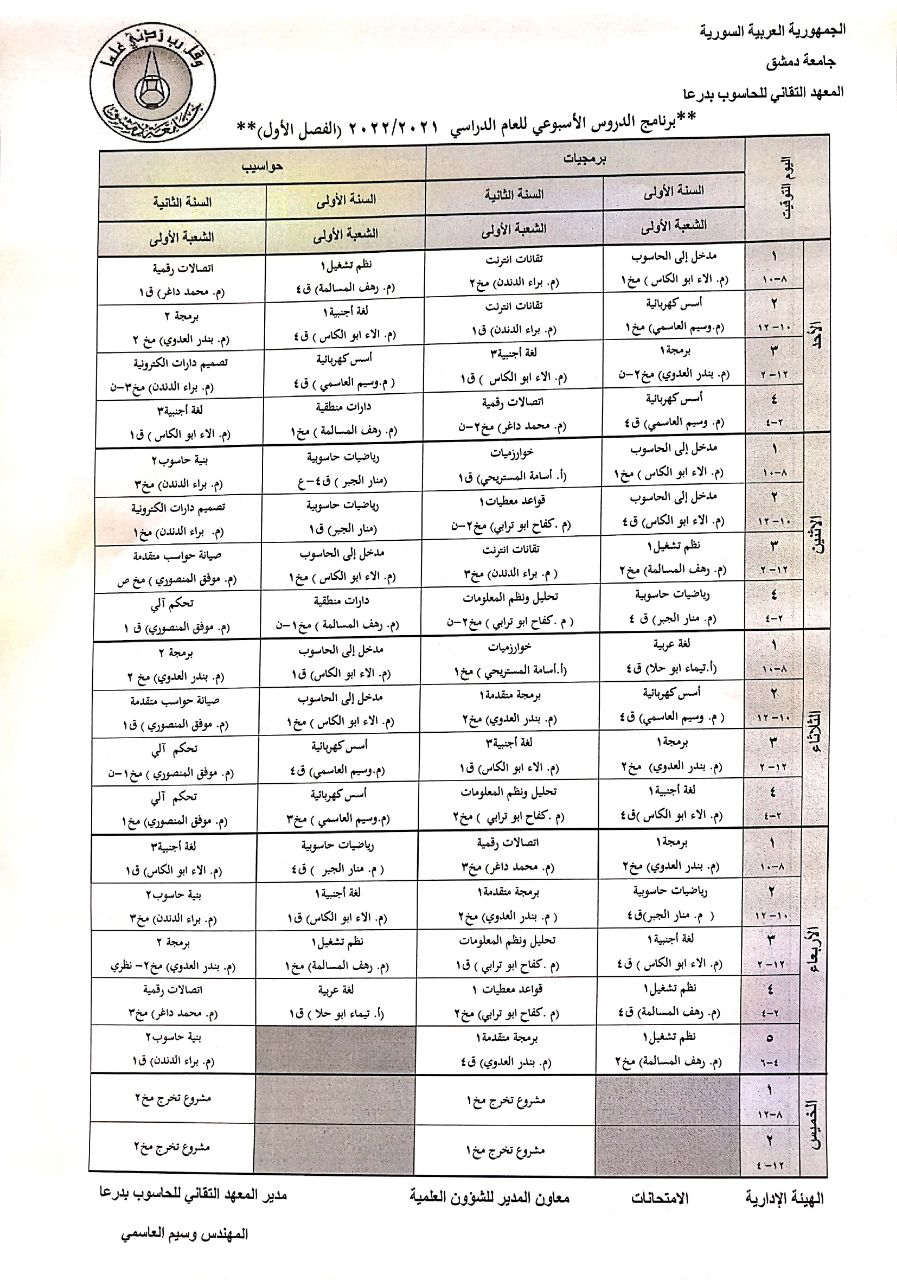 الجمهورية العربية السورية
جامعة دمشق
المعهد التقاني للحاسوب بدرعا
وقل رب زدني علما
جامعة دمشق
**برنامج الدروس الأسبوعي للعام الدراسي ٢٠٢٢/٢٠٢١ (الفصل الأول)**
اليوم التوقيت
برمجيات
حواسيب
السنة الأولى
السنة الثانية
السنة الأولى
السنة الثانية
الشعبة الأولى
الشعبة الأولى
الشعبة الأولى
الشعبة الأولى
الأحد
١
٨-١٠
مدخل إلى الحاسوب
(م. الاء ابو الكاس ) مخ١
تقانات انترنت
(م. براء الدندن) مخ٢
نظم تشغيل١
(م. رهف المسالمة) ق٤
اتصالات رقمية
(م. محمد داغر) ق١
٢
١٠-١٢
أسس كهربائية
(م.وسيم العاسمي) مخ١
تقانات انترنت
(م. براء الدندن) ق١
لغة أجنبية١
(م. الاء ابو الكاس ) ق٤
برمجة ٢
(م. بندر العدوي) مخ ٢
٣
١٢-٢
برمجة١
(م. بندر العدوي) مخ٢-ن
لغة أجنبية٣
(م. الاء ابو الكاس ) ق١
أسس كهربائية
( م.وسيم العاسمي ) ق٤
تصميم دارات الكترونية
(م. براء الدندن) مخ٣-ن
٤
٢-٤
أسس كهربائية
(م. وسيم العاسمي) ق٤
اتصالات رقمية
(م. محمد داغر) مخ٢-ن
دارات منطقية
(م. رهف المسالمة ) مخ١
لغة أجنبية٣
(م. الاء ابو الكاس ) ق١
الاثنين
١
٨-١٠
مدخل إلى الحاسوب
(م. الاء ابو الكاس ) مخ١
خوارزميات
(أ. أسامة المستريحي) ق١
رياضيات حاسوبية
(منار الجبر ) ق٤-ع
بنية حاسوب٢
(م. براء الدندن) مخ٣
٢
١٠-١٢
مدخل إلى الحاسوب
(م. الاء ابو الكاس) ق٤
قواعد معطيات١
(م .كفاح ابو ترابي) مخ٢-ن
رياضيات حاسوبية
(منار الجبر) ق١
تصميم دارات الكترونية
(م. براء الدندن) مخ١
٣
١٢-٢
نظم تشغيل١
(م. رهف المسالمة) مخ٢
تقانات انترنت
( م. براء الدندن) مخ٣
مدخل إلى الحاسوب
(م. الاء ابو الكاس ) مخ١
صيانة حواسب متقدمة
(م. موفق المنصوري ) مخ ص
٤
٢-٤
رياضيات حاسوبية
(م. منار الجبر) ق ٤
تحليل ونظم المعلومات
( م .كفاح ابو ترابي ) مخ٢-ن
دارات منطقية
(م. رهف المسالمة ) مخ١-ن
تحكم آلي
(م. موفق المنصوري) ق ١
الثلاثاء
١
٨-١٠
لغة عربية
(أ.تيماء ابو حلا) ق٤
خوارزميات
(أ.أسامة المستريحي ) مخ١
مدخل إلى الحاسوب
(م. الاء ابو الكاس) ق١
برمجة ٢
(م. بندر العدوي) مخ ٢
٢
١٠-١٢
أسس كهربائية
( م. وسيم العاسمي) ق٤
برمجة متقدمة١
(م. بندر العدوي) مخ٢
مدخل إلى الحاسوب
(م. الاء ابو الكاس ) مخ١
صيانة حواسب متقدمة
(م. موفق المنصوري ) ق١
٣
١٢-٢
برمجة١
(م. بندر العدوي) مخ٢
لغة أجنبية٣
(م. الاء ابو الكاس) ق١
أسس كهربائية
(م.وسيم العاسمي) ق٤
تحكم آلي
(م. موفق المنصوري ) مخ١-ن
٤
٢-٤
لغة أجنبية١
(م. الاء ابو الكاس )ق٤
تحليل ونظم المعلومات
(م .كفاح ابو ترابي ) مخ٢
أسس كهربائية
(م.وسيم العاسمي ) مخ٣
تحكم آلي
(م. موفق المنصوري) مخ١
الأربعاء
١
٨-١٠
برمجة١
(م. بندر العدوي) مخ٢
اتصالات رقمية
(م. محمد داغر) مخ٣
رياضيات حاسوبية
( م. منار الجبر ) ق٤
لغة أجنبية٣
(م. الاء ابو الكاس) ق١
٢
١٠-١٢
رياضيات حاسوبية
( م. منار الجبر)ق٤
برمجة متقدمة١
( م. بندر العدوي) مخ٢
لغة أجنبية١
(م. الاء ابو الكاس) ق١
بنية حاسوب٢
(م. براء الدندن) مخ٣
٣
١٢-٢
لغة أجنبية١
(م. الاء ابو الكاس ) ق٤
تحليل ونظم المعلومات
(م .كفاح ابو ترابي ) ق١
نظم تشغيل١
(م. رهف المسالمة) مخ١
برمجة ٢
(م. بندر العدوي) مخ٢- نظري
٤
٢-٤
نظم تشغيل١
(م. رهف المسالمة) ق٤
قواعد معطيات ١
(م .كفاح ابو ترابي) مخ٢
لغة عربية
(أ. تيماء ابو حلا ) ق١
اتصالات رقمية
(م. محمد داغر) مخ٣
٥
٤-٦
نظم تشغيل١
(م. رهف المسالمة) مخ٢
برمجة متقدمة١
(م. بندر العدوي) ق٤
بنية حاسوب٢
(م. براء الدندن) ق١
الخميس
١
٨-١٢
مشروع تخرج مخ١
مشروع تخرج مخ٢
٢
١٢-٤
مشروع تخرج مخ١
مشروع تخرج مخ٢
الهيئة الإدارية
الامتحانات
معاون المدير للشؤون العلمية
مدير المعهد التقاني للحاسوب بدرعا
المهندس وسيم العاسمي